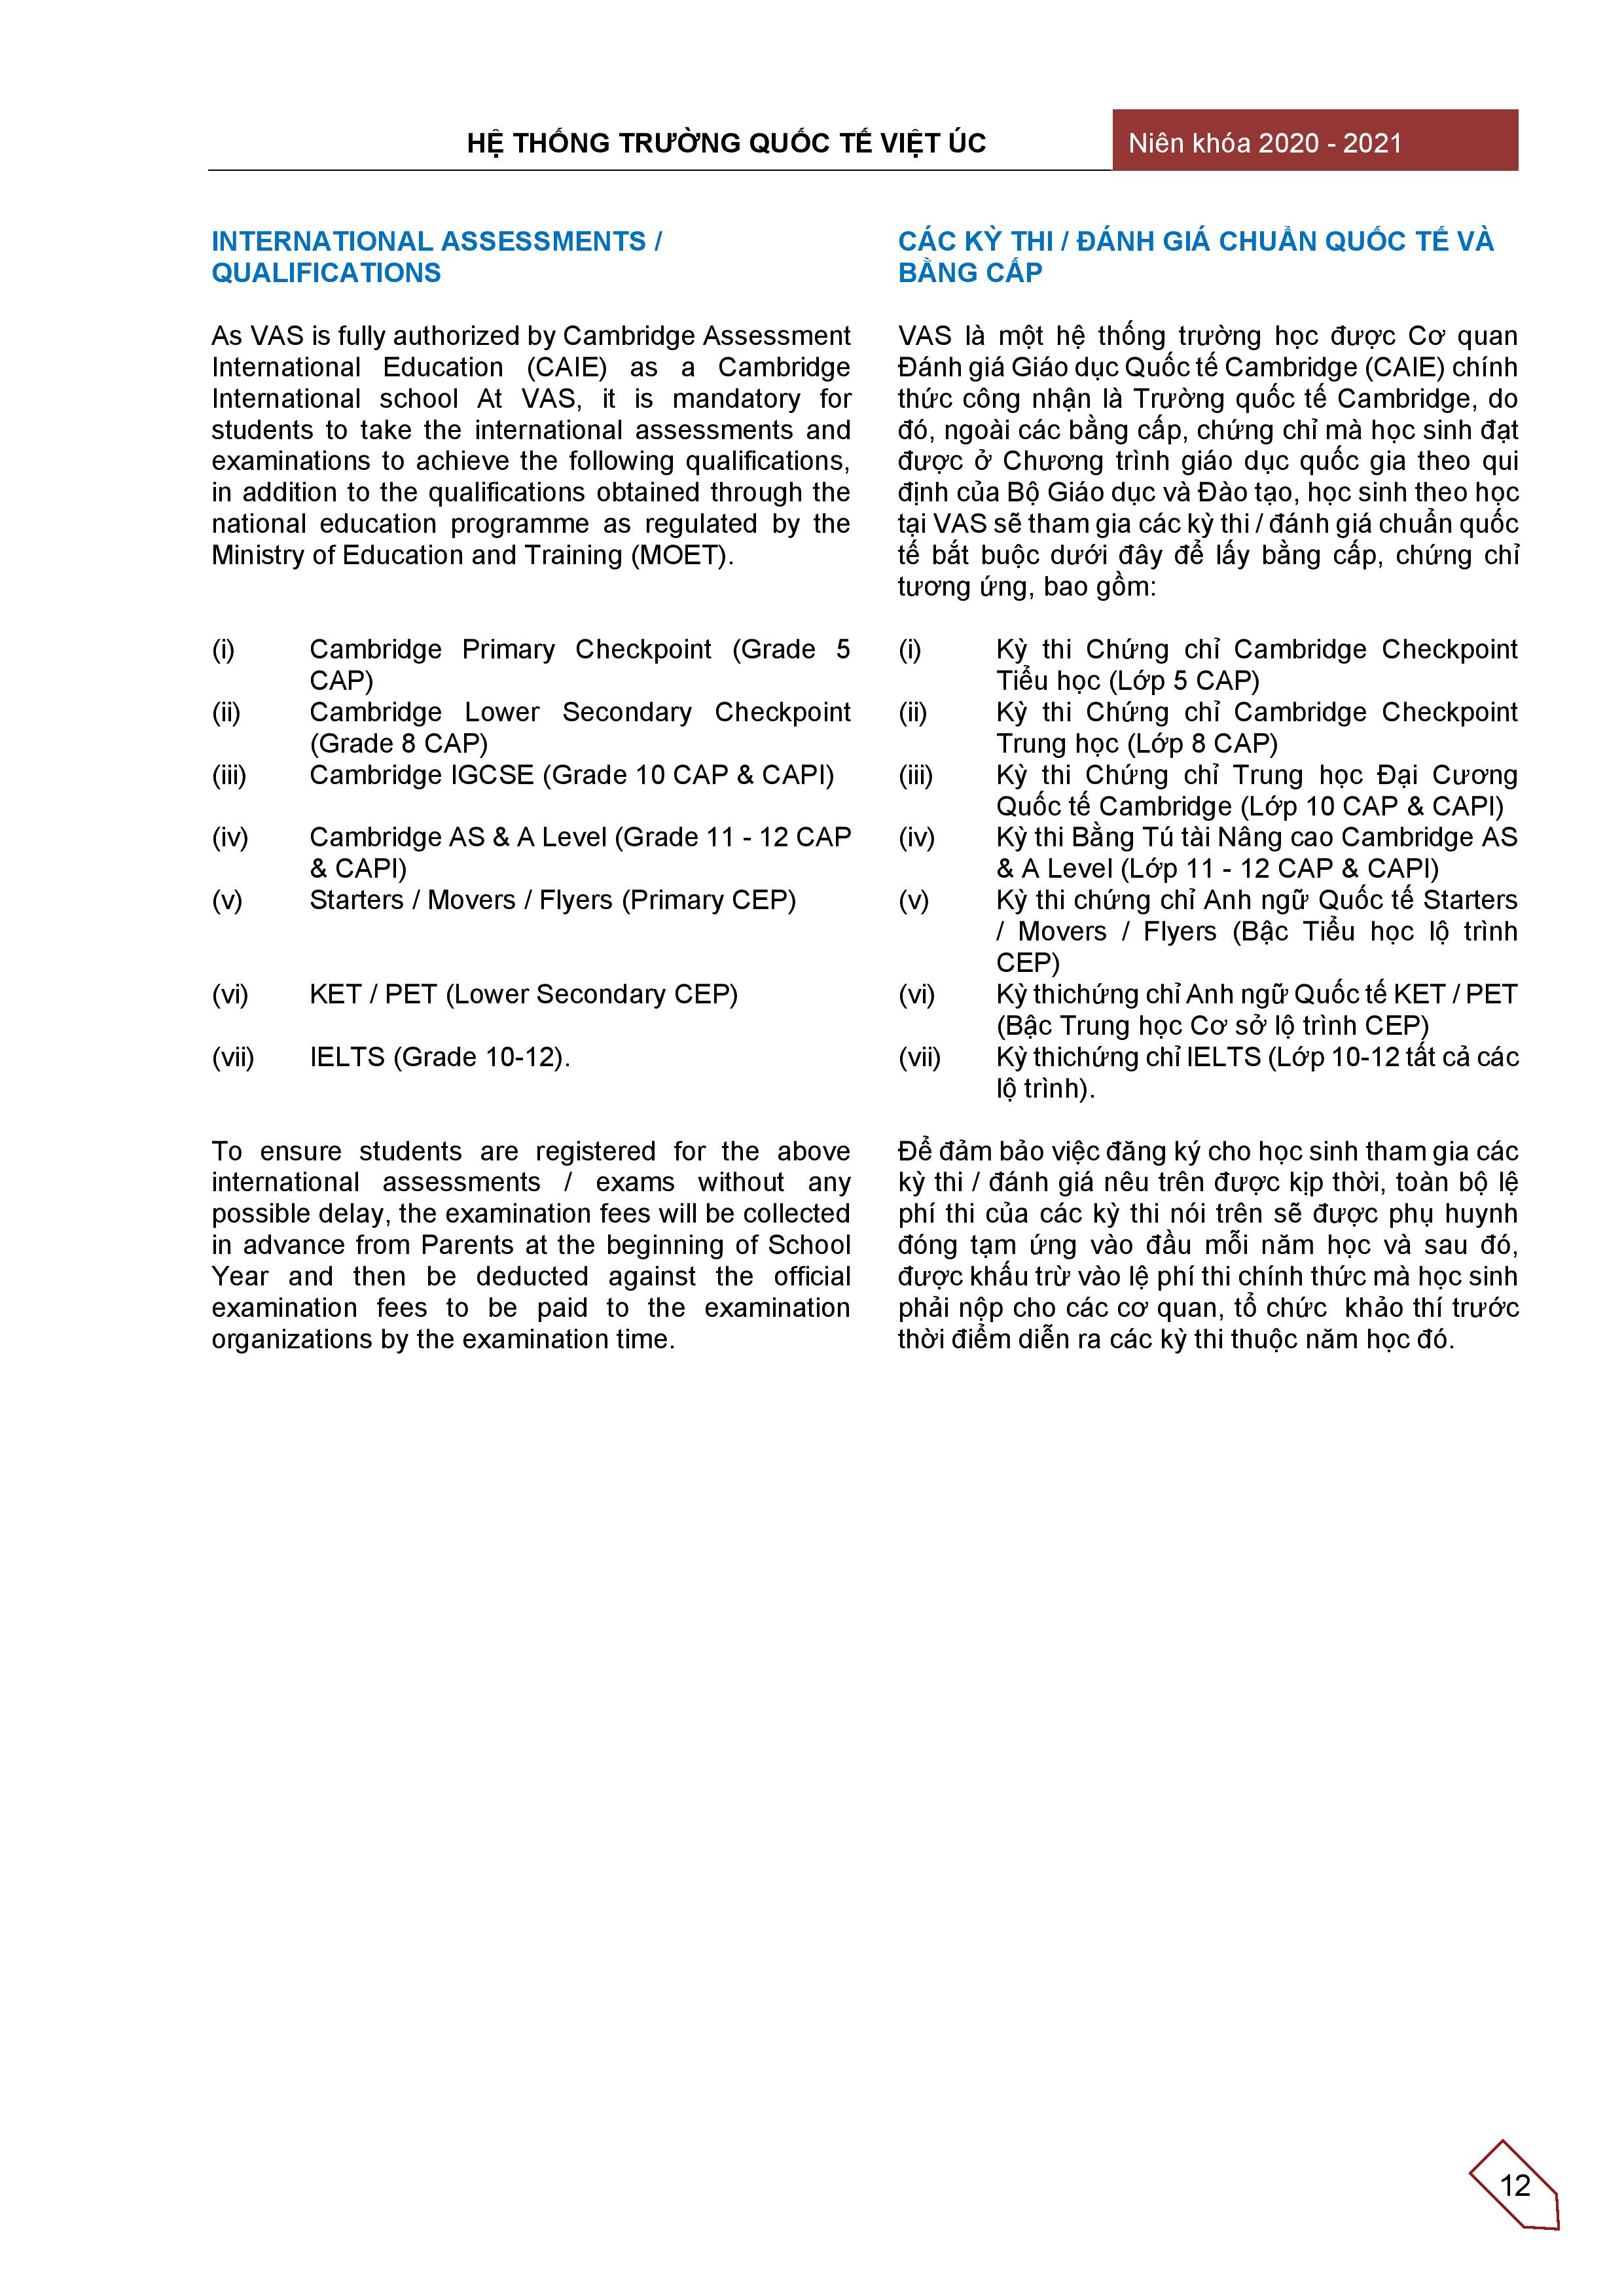 HỆ THỐNG TRƯỜNG QUỐC TẾ VIỆT ÚC
Niên khóa 2020 - 2021
INTERNATIONAL ASSESSMENTS /
QUALIFICATIONS
As VAS is fully authorized by Cambridge Assessment
International Education (CAIE) as a Cambridge
International school At VAS, it is mandatory for
students to take the international assessments and
examinations to achieve the following qualifications,
in addition to the qualifications obtained through the
national education programme as regulated by the
Ministry of Education and Training (MOET).
(i) Cambridge Primary Checkpoint (Grade 5
CAP)
(ii) Cambridge Lower Secondary Checkpoint
(Grade 8 CAP)
(iii) Cambridge IGCSE (Grade 10 CAP & CAPI)
(iv) Cambridge AS & A Level (Grade 11 - 12 CAP
& CAPI)
(v) Starters / Movers / Flyers (Primary CEP)
(vi) KET / PET (Lower Secondary CEP)
(vii) IELTS (Grade 10-12).
To ensure students are registered for the above
international assessments / exams without any
possible delay, the examination fees will be collected
in advance from Parents at the beginning of School
Year and then be deducted against the official
examination fees to be paid to the examination
organizations by the examination time.
CÁC KỲ THI / ĐÁNH GIÁ CHUẨN QUỐC TẾ VÀ
BẰNG CẤP
VAS là một hệ thống trường học được Cơ quan
Đánh giá Giáo dục Quốc tế Cambridge (CAIE) chính
thức công nhận là Trường quốc tế Cambridge, do
đó, ngoài các bằng cấp, chứng chỉ mà học sinh đạt
được ở Chương trình giáo dục quốc gia theo qui
định của Bộ Giáo dục và Đào tạo, học sinh theo học
tại VAS sẽ tham gia các kỳ thi / đánh giá chuẩn quốc
tế bắt buộc dưới đây để lấy bằng cấp, chứng chỉ
tương ứng, bao gồm:
(i) Kỳ thi Chứng chỉ Cambridge Checkpoint
Tiểu học (Lớp 5 CAP)
(ii) Kỳ thi Chứng chỉ Cambridge Checkpoint
Trung học (Lớp 8 CAP)
(iii) Kỳ thi Chứng chỉ Trung học Đại Cương
Quốc tế Cambridge (Lớp 10 CAP & CAPI)
(iv) Kỳ thi Bằng Tú tài Nâng cao Cambridge AS
& A Level (Lớp 11 - 12 CAP & CAPI)
(v) Kỳ thi chứng chỉ Anh ngữ Quốc tế Starters
/ Movers / Flyers (Bậc Tiểu học lộ trình
CEP)
(vi) Kỳ thichứng chỉ Anh ngữ Quốc tế KET / PET
(Bậc Trung học Cơ sở lộ trình CEP)
(vii) Kỳ thichứng chỉ IELTS (Lớp 10-12 tất cả các
lộ trình).
Để đảm bảo việc đăng ký cho học sinh tham gia các
kỳ thi / đánh giá nêu trên được kịp thời, toàn bộ lệ
phí thi của các kỳ thi nói trên sẽ được phụ huynh
đóng tạm ứng vào đầu mỗi năm học và sau đó,
được khấu trừ vào lệ phí thi chính thức mà học sinh
phải nộp cho các cơ quan, tổ chức khảo thí trước
thời điểm diễn ra các kỳ thi thuộc năm học đó.
12